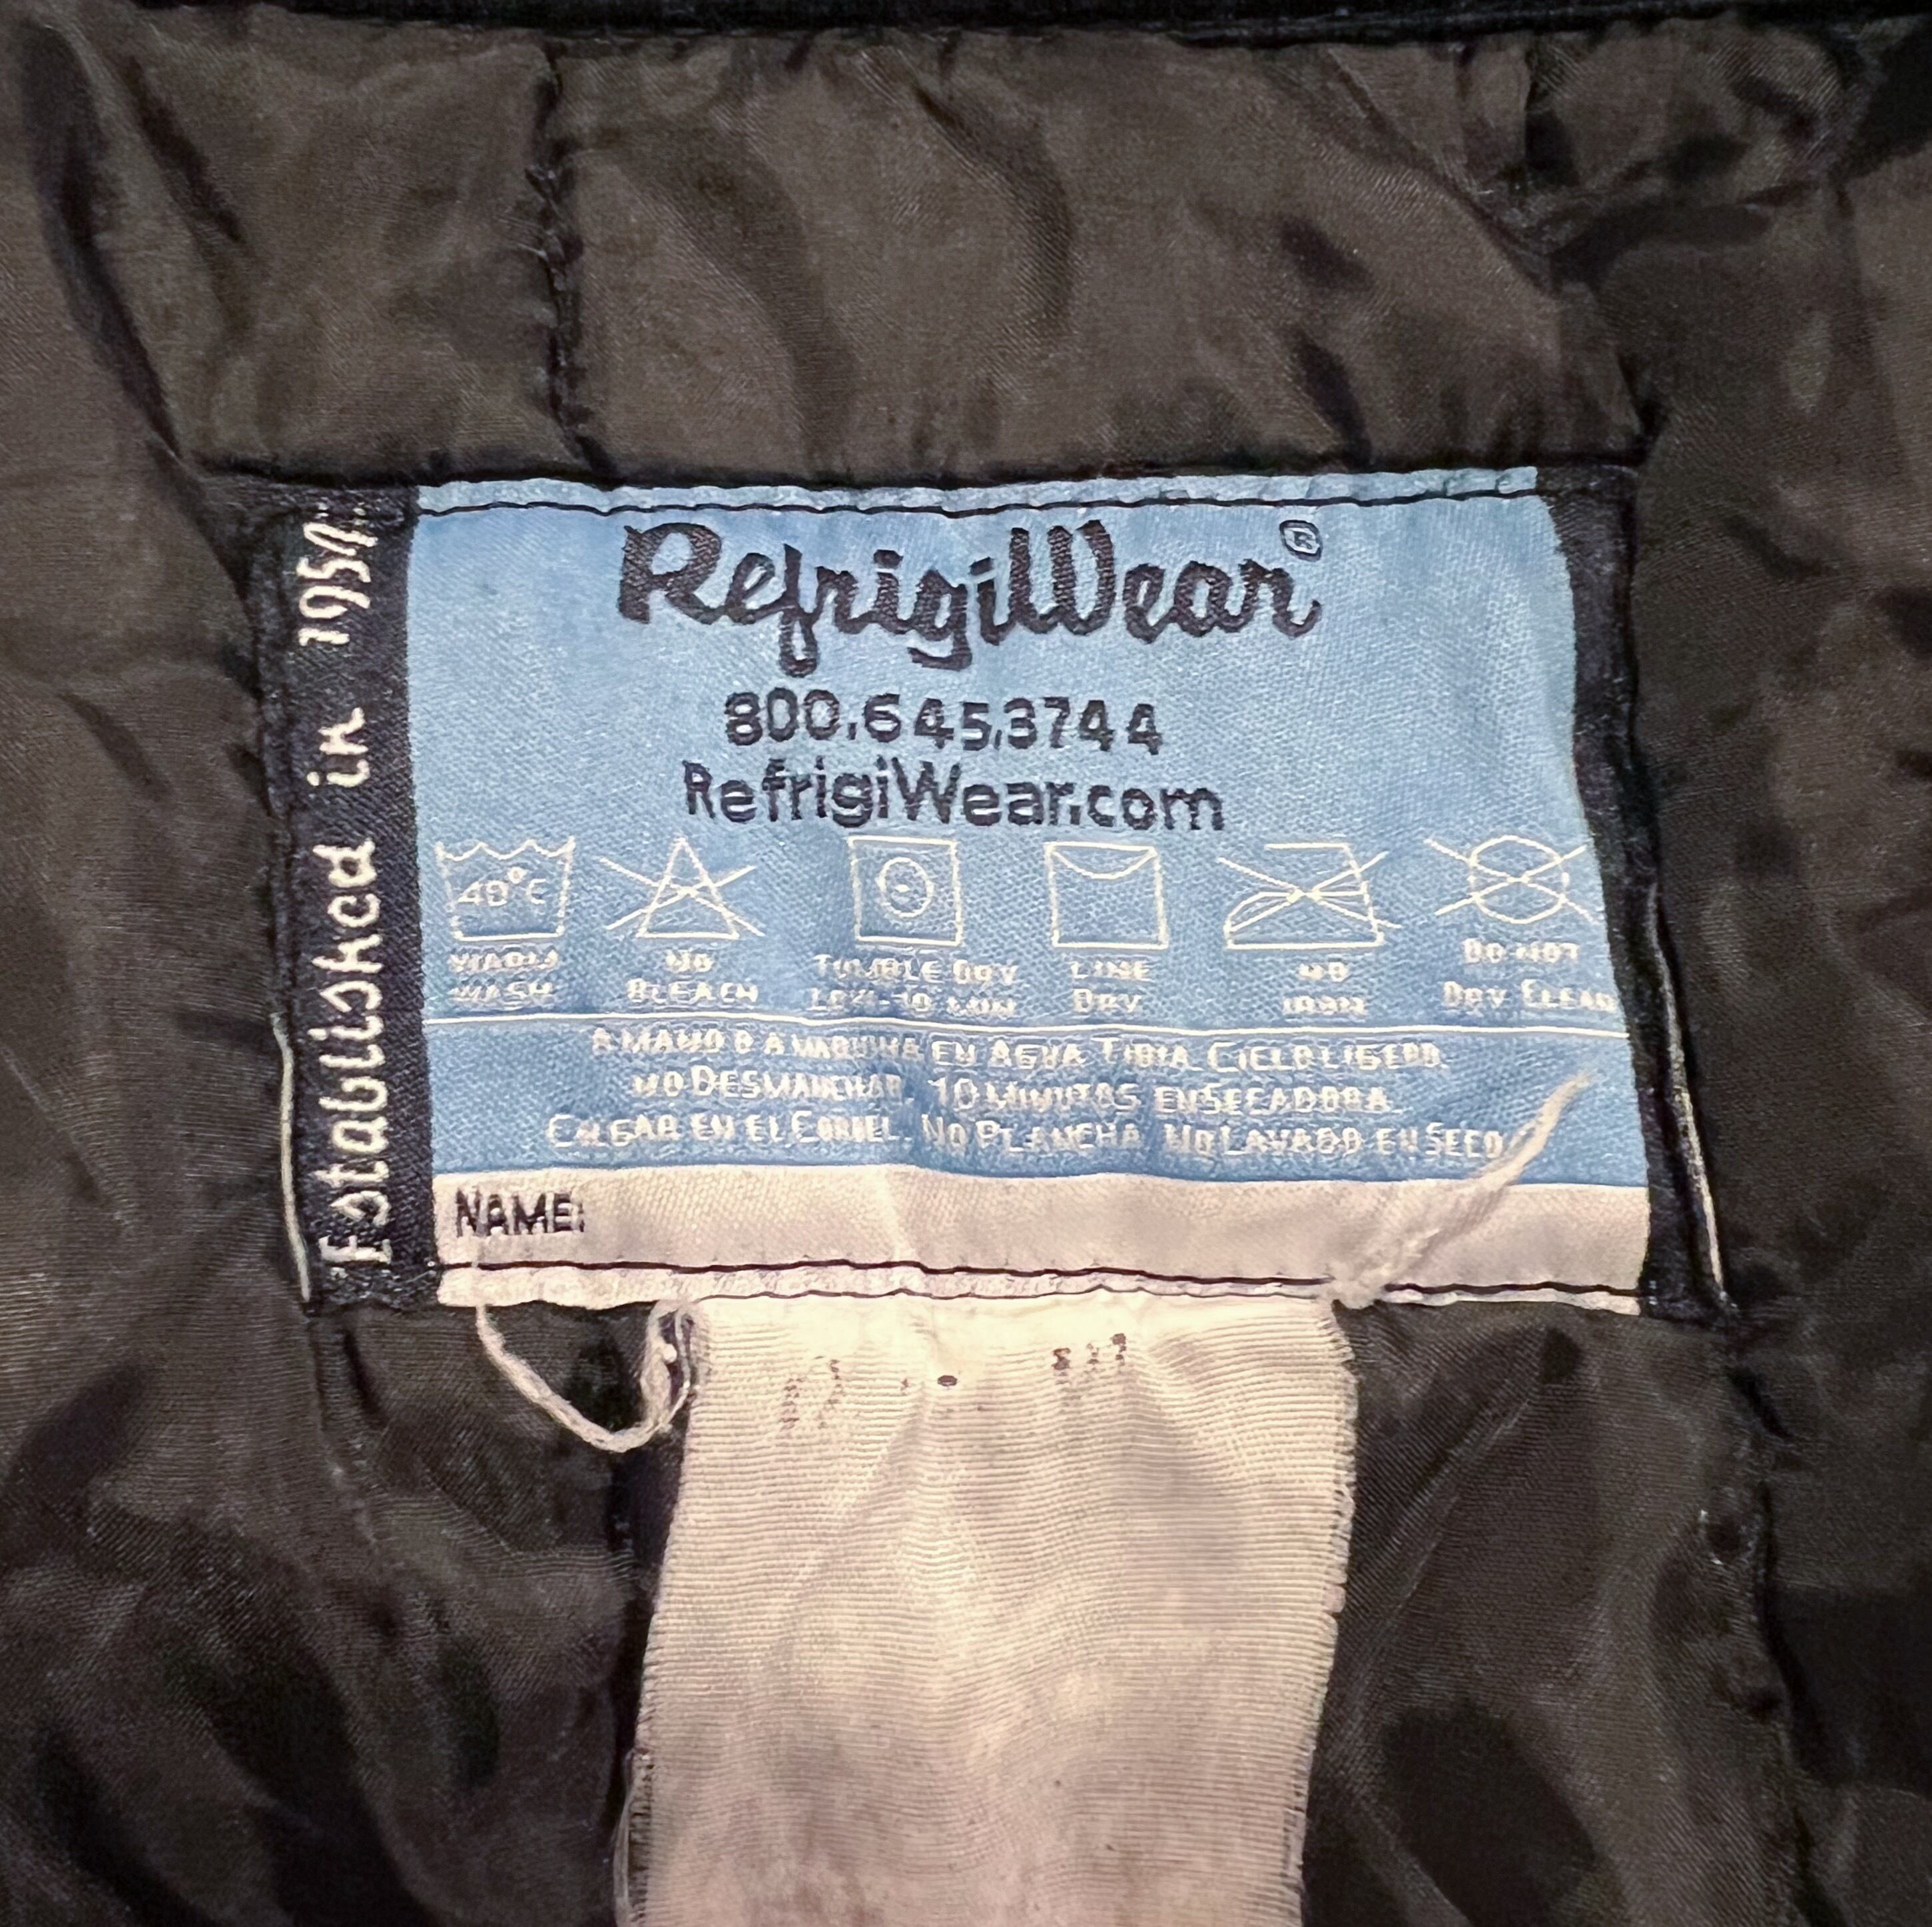 Established in 1954
RefrigiWear®
800.645.3744
RefrigiWear.com
40°C
WARM WASH
NO BLEACH
TUMBLE DRY LOW-10 MIN
LINE DRY
NO IRON
DO NOT DRY CLEAN
A MANO O A MAQUINA EN AGUA TIBIA. CICLO LIGERO.
NO DESMANCHAR. 10 MINUTOS EN SECADORA.
COLGAR EN EL CORDEL. NO PLANCHA. NO LAVADO EN SECO
NAME: